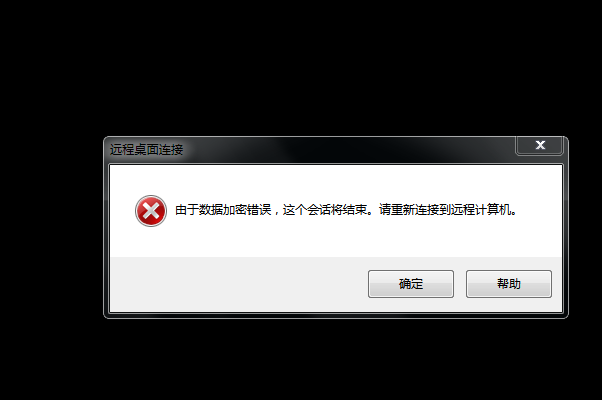 远程桌面连接
由于数据加密错误，这个会话将结束。请重新连接到远程计算机。
确定
帮助